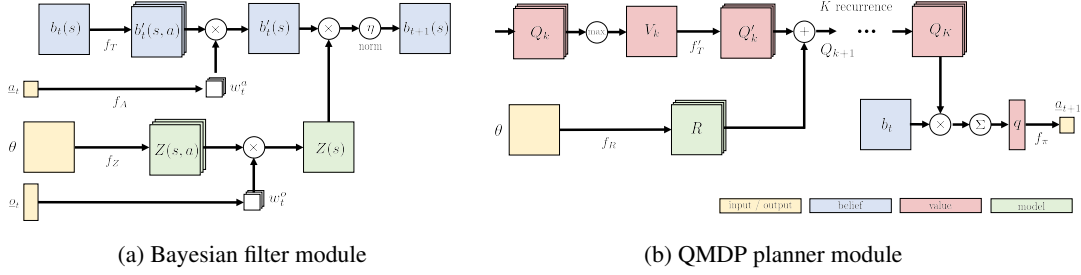 b_t(s) f_T b'_t(s, a) × b'_t(s) × η norm b_{t+1}(s)
a_t f_A w_t^a
θ f_Z Z(s, a) × Z(s)
o_t w_t^o
(a) Bayesian filter module
K recurrence
Q_k max V_k f'_T Q'_k + Q_{k+1} ··· Q_K
θ f_R R
b_t × Σ q f_π a_{t+1}
input / output belief value model
(b) QMDP planner module